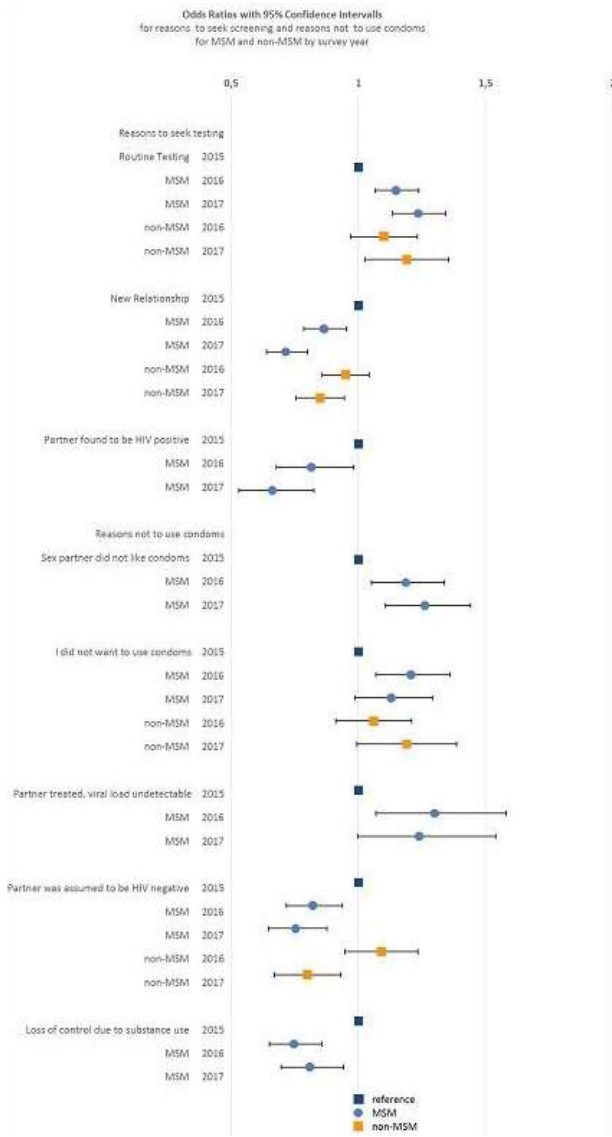 Odds Ratios with 95% Confidence Intervalls
for reasons to seek screening and reasons not to use condoms
for MSM and non-MSM by survey year
0,5 1 1,5 2
Reasons to seek testing
Routine Testing 2015
MSM 2016
MSM 2017
non-MSM 2016
non-MSM 2017
New Relationship 2015
MSM 2016
MSM 2017
non-MSM 2016
non-MSM 2017
Partner found to be HIV positive 2015
MSM 2016
MSM 2017
Reasons not to use condoms
Sex partner did not like condoms 2015
MSM 2016
MSM 2017
I did not want to use condoms 2015
MSM 2016
MSM 2017
non-MSM 2016
non-MSM 2017
Partner treated, viral load undetectable 2015
MSM 2016
MSM 2017
Partner was assumed to be HIV negative 2015
MSM 2016
MSM 2017
non-MSM 2016
non-MSM 2017
Loss of control due to substance use 2015
MSM 2016
MSM 2017
reference
MSM
non-MSM